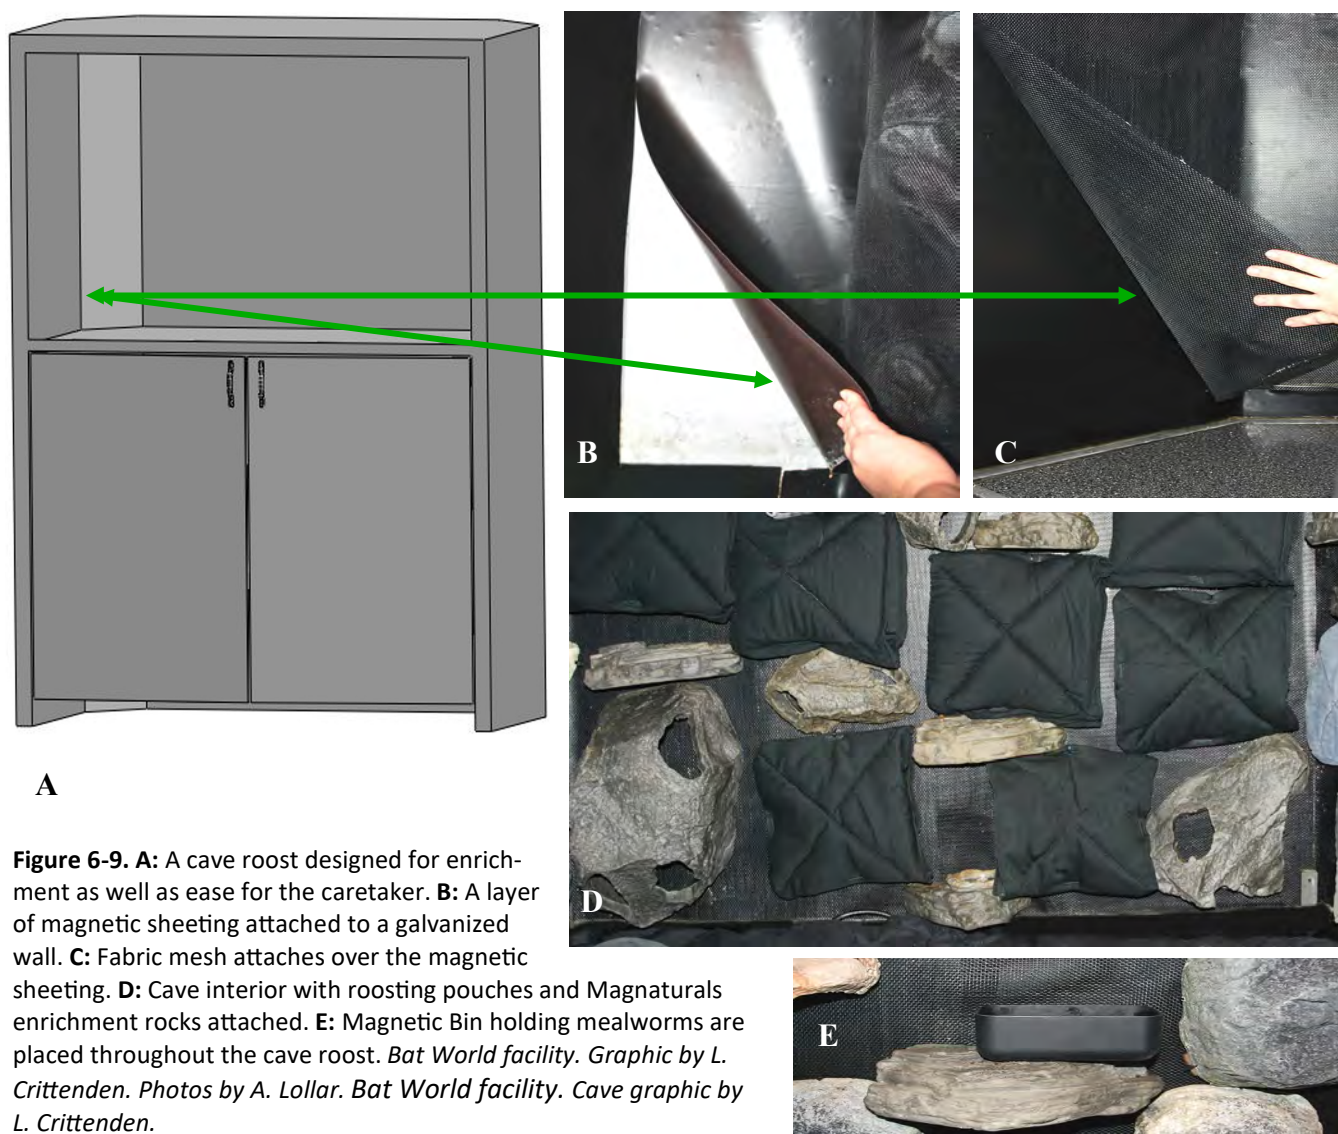 B
C
D
A
E
Figure 6-9. A: A cave roost designed for enrich-
ment as well as ease for the caretaker. B: A layer
of magnetic sheeting attached to a galvanized
wall. C: Fabric mesh attaches over the magnetic
sheeting. D: Cave interior with roosting pouches and Magnaturals
enrichment rocks attached. E: Magnetic Bin holding mealworms are
placed throughout the cave roost. Bat World facility. Graphic by L.
Crittenden. Photos by A. Lollar. Bat World facility. Cave graphic by
L. Crittenden.